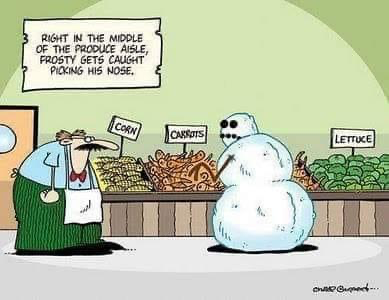 RIGHT IN THE MIDDLE
OF THE PRODUCE AISLE,
FROSTY GETS CAUGHT
PICKING HIS NOSE.
CORN
CARROTS
LETTUCE